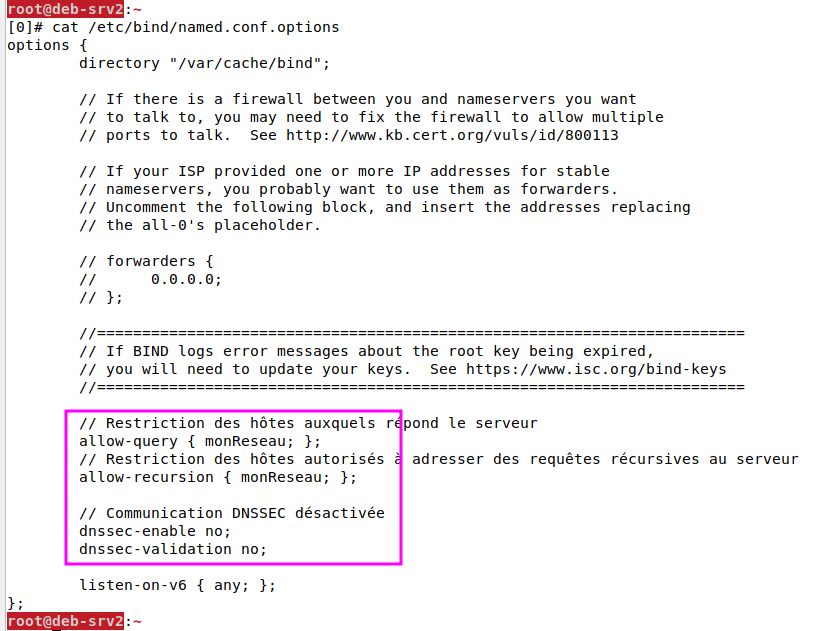 root@deb-srv2:~
[0]# cat /etc/bind/named.conf.options
options {
        directory "/var/cache/bind";

        // If there is a firewall between you and nameservers you want
        // to talk to, you may need to fix the firewall to allow multiple
        // ports to talk.  See http://www.kb.cert.org/vuls/id/800113

        // If your ISP provided one or more IP addresses for stable
        // nameservers, you probably want to use them as forwarders.
        // Uncomment the following block, and insert the addresses replacing
        // the all-0's placeholder.

        // forwarders {
        //      0.0.0.0;
        // };

        //========================================================================
        // If BIND logs error messages about the root key being expired,
        // you will need to update your keys.  See https://www.isc.org/bind-keys
        //========================================================================

        // Restriction des hôtes auxquels répond le serveur
        allow-query { monReseau; };
        // Restriction des hôtes autorisés à adresser des requêtes récursives au serveur
        allow-recursion { monReseau; };

        // Communication DNSSEC désactivée
        dnssec-enable no;
        dnssec-validation no;

        listen-on-v6 { any; };
};
root@deb-srv2:~